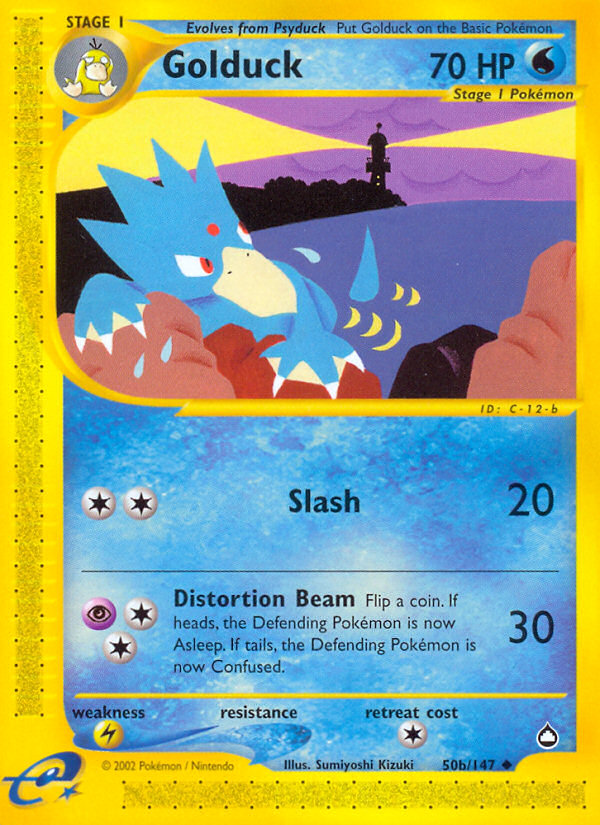 STAGE 1
Evolves from Psyduck Put Golduck on the Basic Pokémon
Golduck 70 HP
Stage 1 Pokémon
ID: C-12-b
Slash 20
Distortion Beam Flip a coin. If
heads, the Defending Pokémon is now
Asleep. If tails, the Defending Pokémon is
now Confused.
30
weakness resistance retreat cost
© 2002 Pokémon / Nintendo Illus. Sumiyoshi Kizuki 50b/147
e